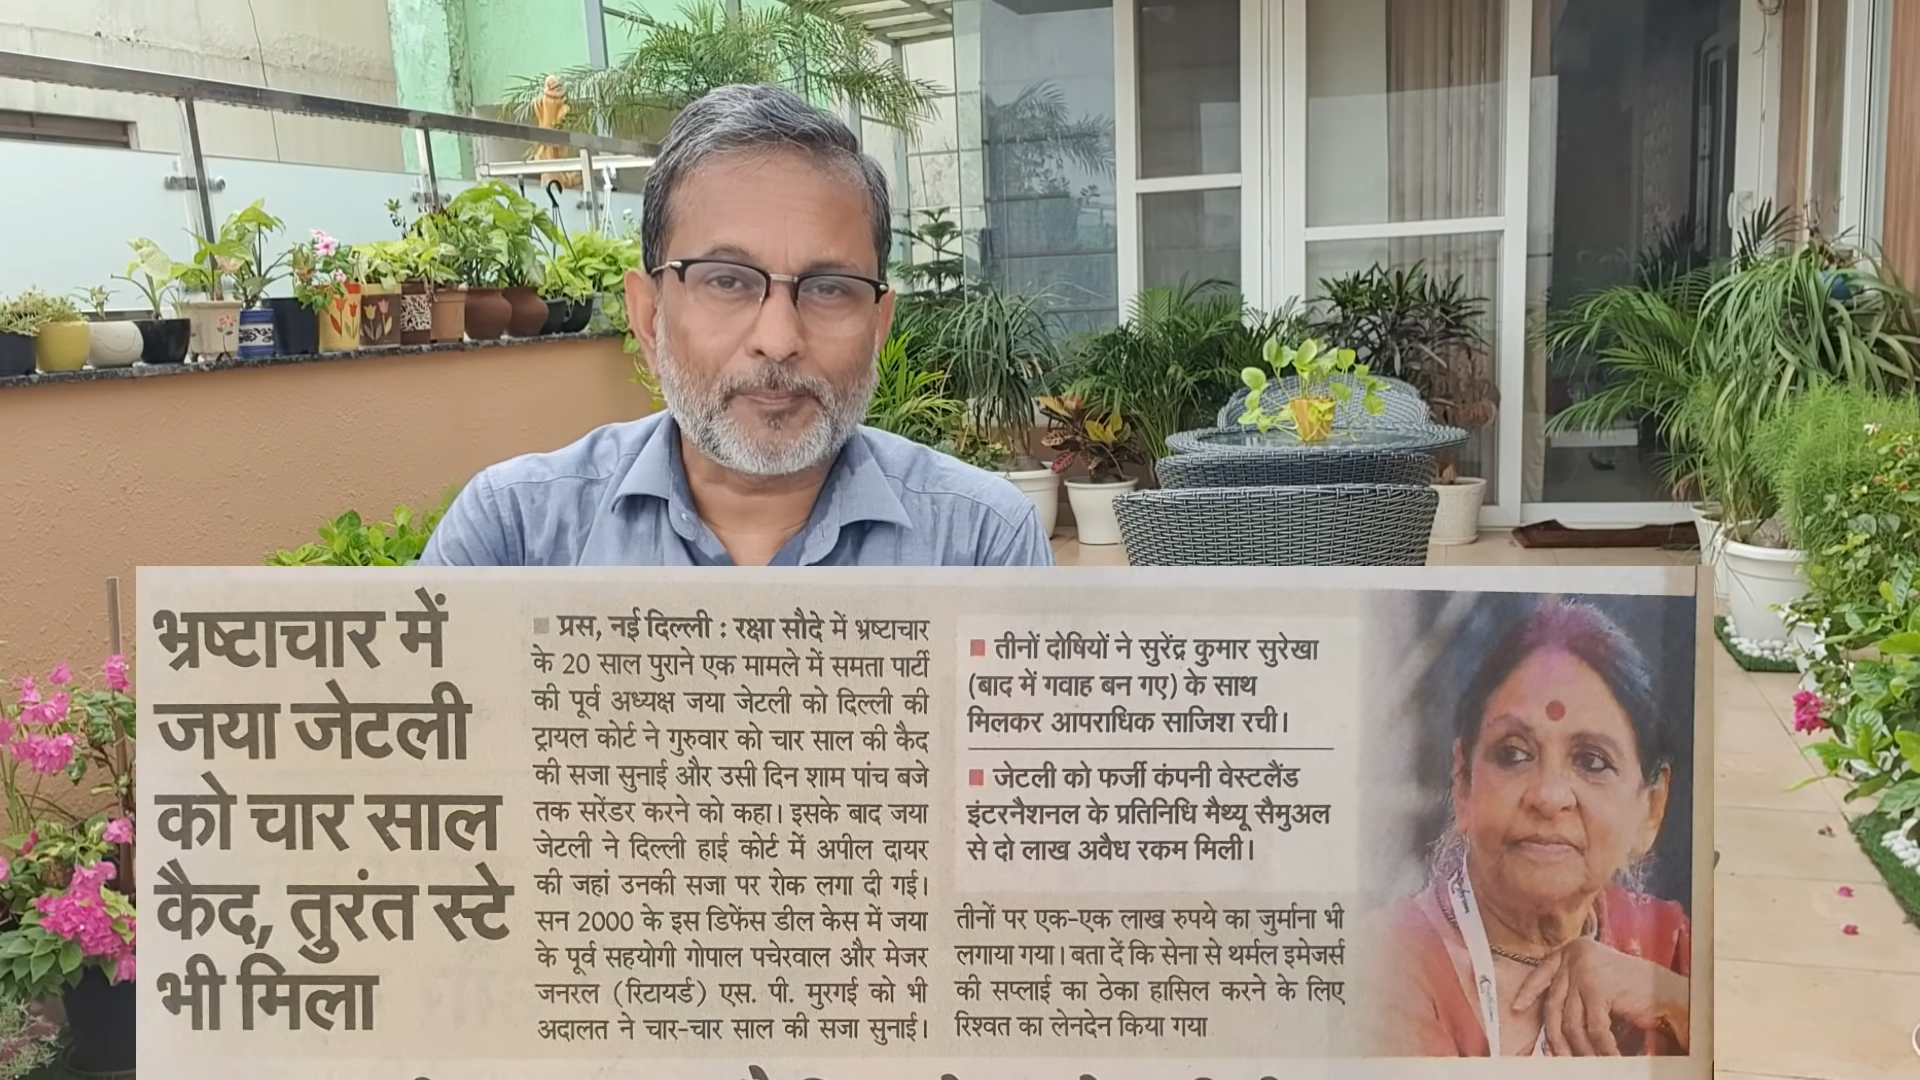 भ्रष्टाचार में
जया जेटली
को चार साल
कैद, तुरंत स्टे
भी मिला
प्रस, नई दिल्ली : रक्षा सौदे में भ्रष्टाचार
के 20 साल पुराने एक मामले में समता पार्टी
की पूर्व अध्यक्ष जया जेटली को दिल्ली की
ट्रायल कोर्ट ने गुरुवार को चार साल की कैद
की सजा सुनाई और उसी दिन शाम पांच बजे
तक सरेंडर करने को कहा। इसके बाद जया
जेटली ने दिल्ली हाई कोर्ट में अपील दायर
की जहां उनकी सजा पर रोक लगा दी गई।
सन 2000 के इस डिफेंस डील केस में जया
के पूर्व सहयोगी गोपाल पचेरवाल और मेजर
जनरल (रिटायर्ड) एस. पी. मुरगई को भी
अदालत ने चार-चार साल की सजा सुनाई।
तीनों दोषियों ने सुरेंद्र कुमार सुरेखा
(बाद में गवाह बन गए) के साथ
मिलकर आपराधिक साजिश रची।
जेटली को फर्जी कंपनी वेस्टलैंड
इंटरनैशनल के प्रतिनिधि मैथ्यू सैमुअल
से दो लाख अवैध रकम मिली।
तीनों पर एक-एक लाख रुपये का जुर्माना भी
लगाया गया। बता दें कि सेना से थर्मल इमेजर्स
की सप्लाई का ठेका हासिल करने के लिए
रिश्वत का लेनदेन किया गया